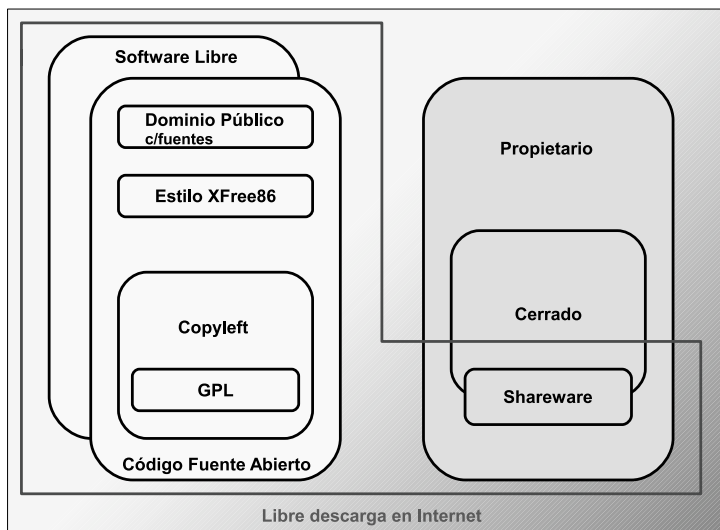 Software Libre
Dominio Público
c/fuentes
Estilo XFree86
Copyleft
GPL
Código Fuente Abierto
Propietario
Cerrado
Shareware
Libre descarga en Internet